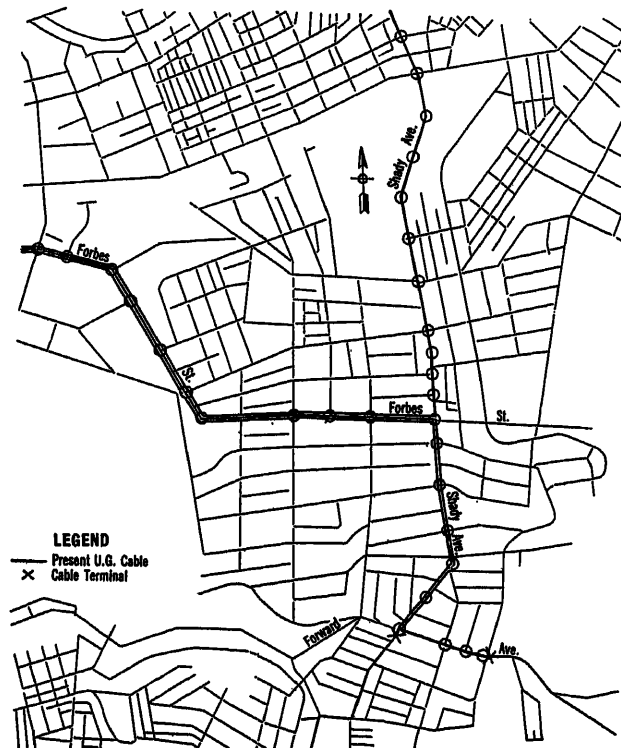 Shady Ave.
Forbes
St.
Forbes
St.
Shady
Ave.
LEGEND
Present U.G. Cable
Cable Terminal
Forward
Ave.